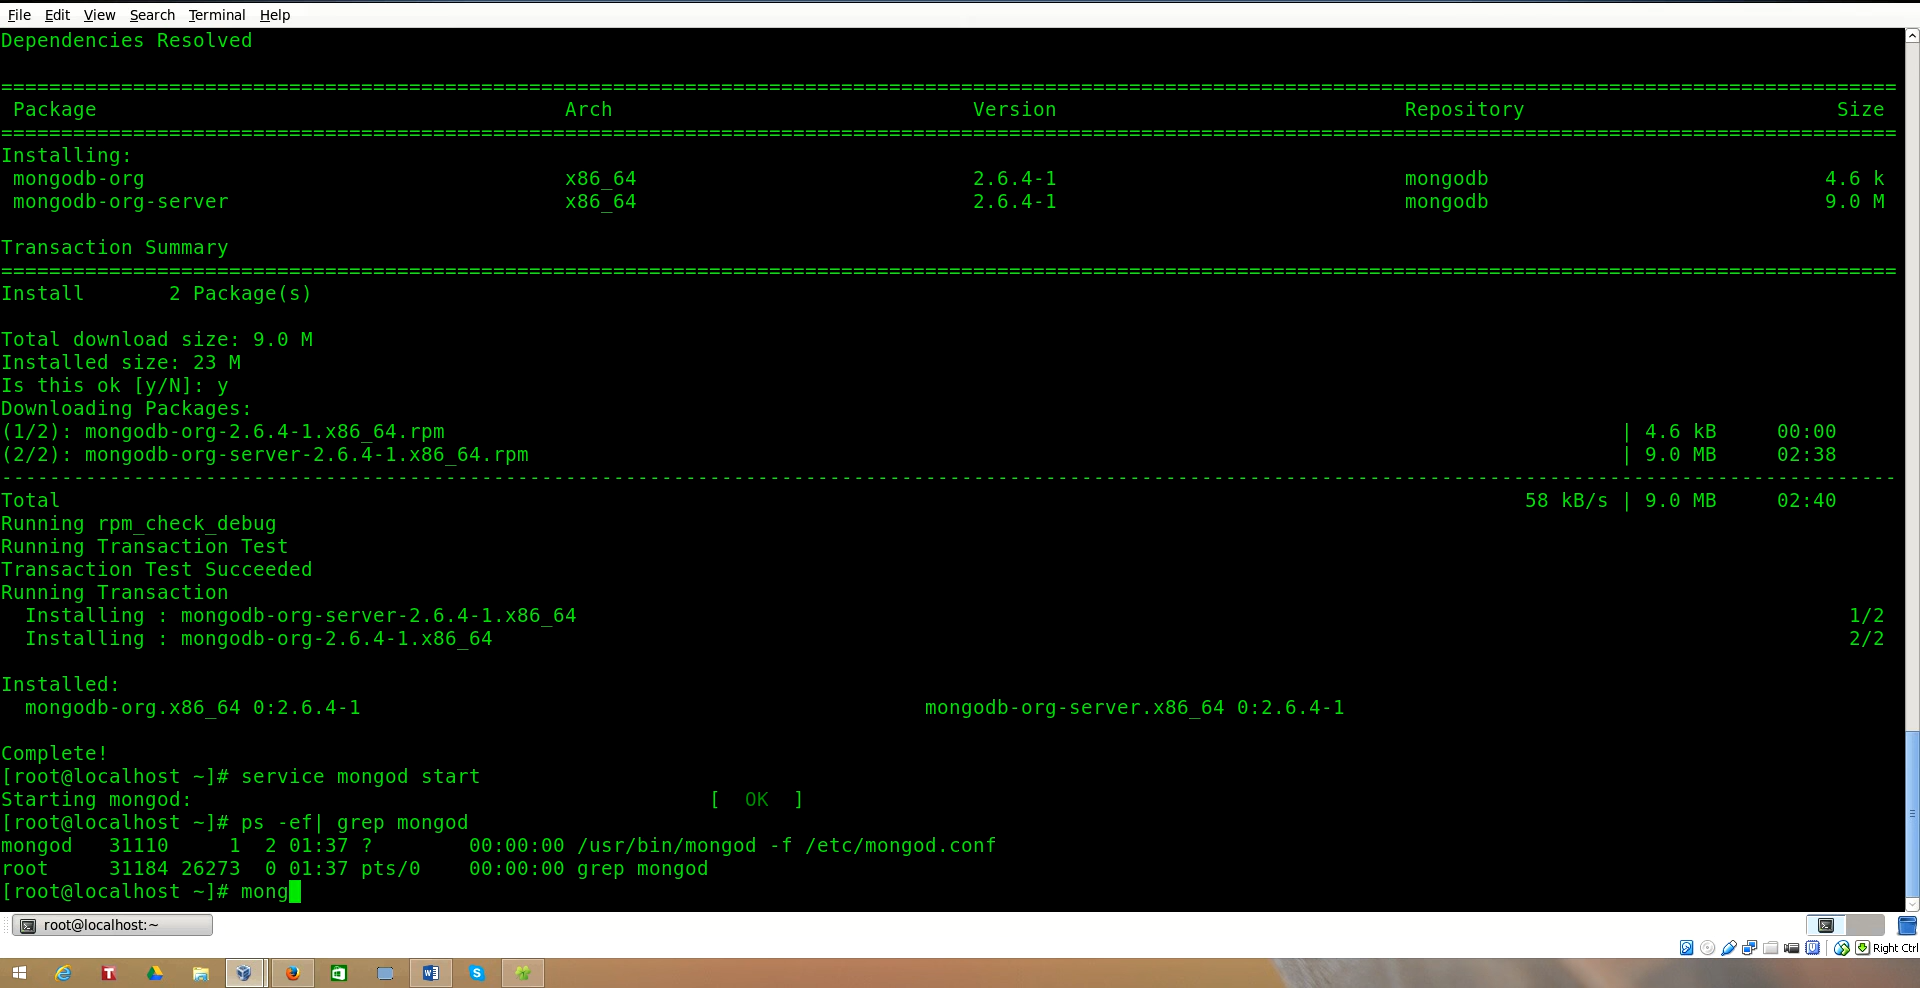 File Edit View Search Terminal Help
Dependencies Resolved
================================================================================
Package Arch Version Repository Size
================================================================================
Installing:
mongodb-org x86_64 2.6.4-1 mongodb 4.6 k
mongodb-org-server x86_64 2.6.4-1 mongodb 9.0 M
Transaction Summary
================================================================================
Install 2 Package(s)
Total download size: 9.0 M
Installed size: 23 M
Is this ok [y/N]: y
Downloading Packages:
(1/2): mongodb-org-2.6.4-1.x86_64.rpm | 4.6 kB 00:00
(2/2): mongodb-org-server-2.6.4-1.x86_64.rpm | 9.0 MB 02:38
--------------------------------------------------------------------------------
Total 58 kB/s | 9.0 MB 02:40
Running rpm_check_debug
Running Transaction Test
Transaction Test Succeeded
Running Transaction
Installing : mongodb-org-server-2.6.4-1.x86_64 1/2
Installing : mongodb-org-2.6.4-1.x86_64 2/2
Installed:
mongodb-org.x86_64 0:2.6.4-1 mongodb-org-server.x86_64 0:2.6.4-1
Complete!
[root@localhost ~]# service mongod start
Starting mongod: [ OK ]
[root@localhost ~]# ps -ef| grep mongod
mongod 31110 1 2 01:37 ? 00:00:00 /usr/bin/mongod -f /etc/mongod.conf
root 31184 26273 0 01:37 pts/0 00:00:00 grep mongod
[root@localhost ~]# mong
root@localhost:~
Right Ctrl